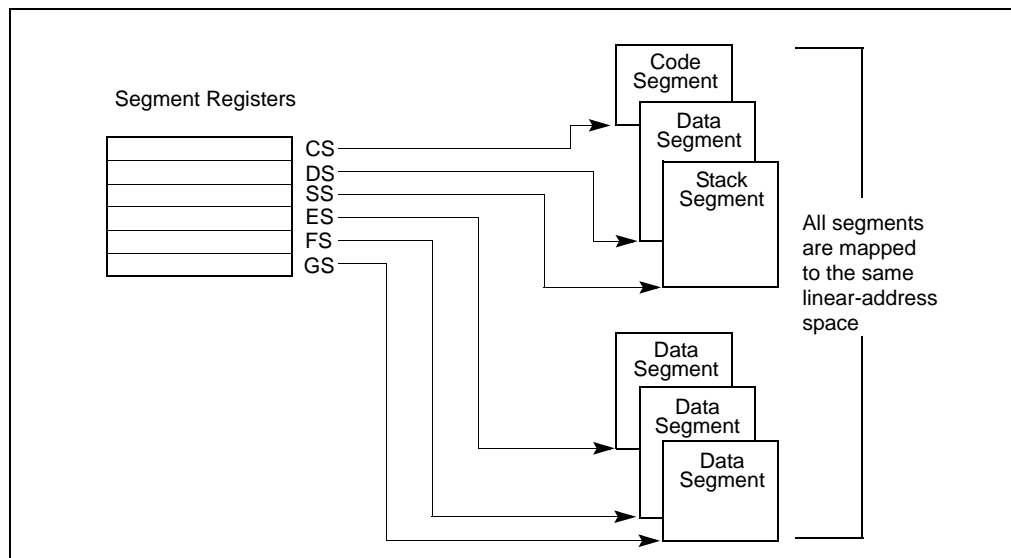 Segment Registers
CS
DS
SS
ES
FS
GS
Code
Segment
Data
Segment
Stack
Segment
Data
Segment
Data
Segment
Data
Segment
All segments
are mapped
to the same
linear-address
space